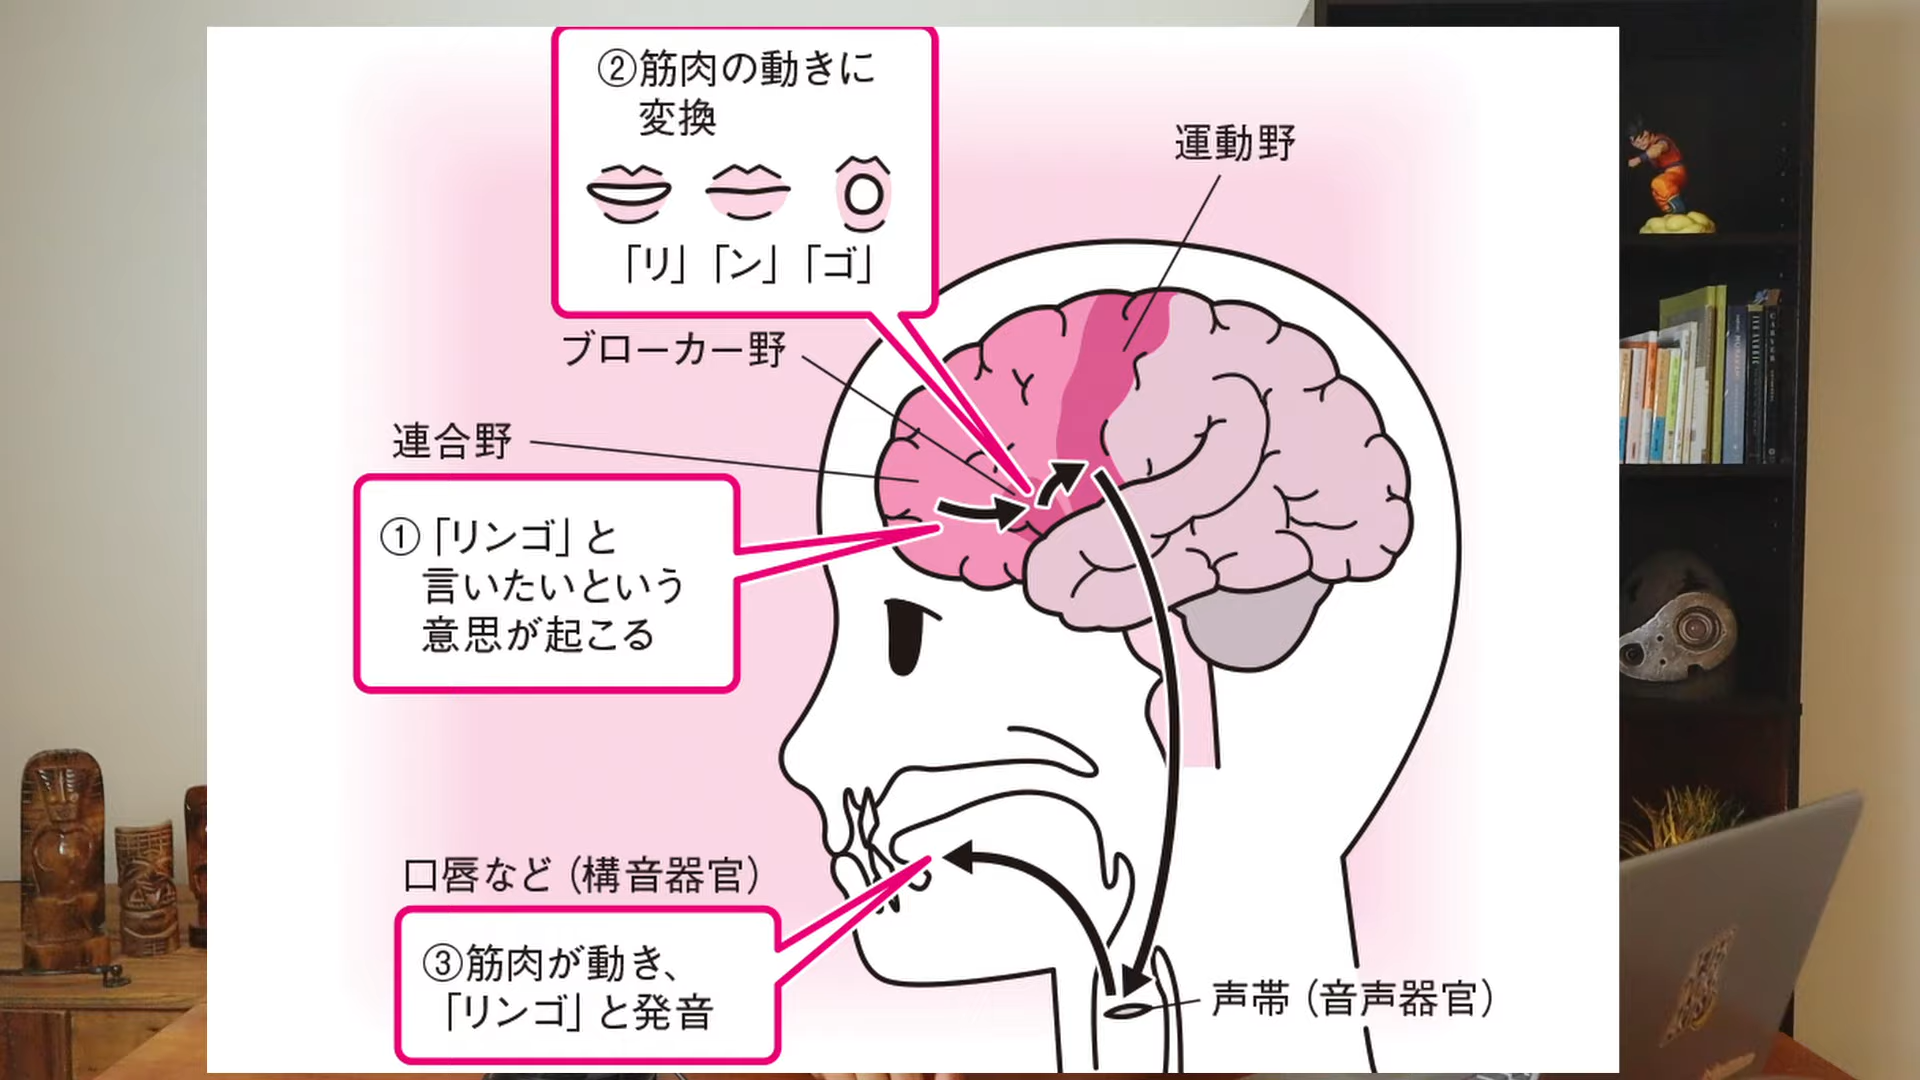 ②筋肉の動きに
変換
「リ」「ン」「ゴ」
運動野
ブローカー野
連合野
①「リンゴ」と
言いたいという
意思が起こる
口唇など（構音器官）
③筋肉が動き、
「リンゴ」と発音
声帯（音声器官）